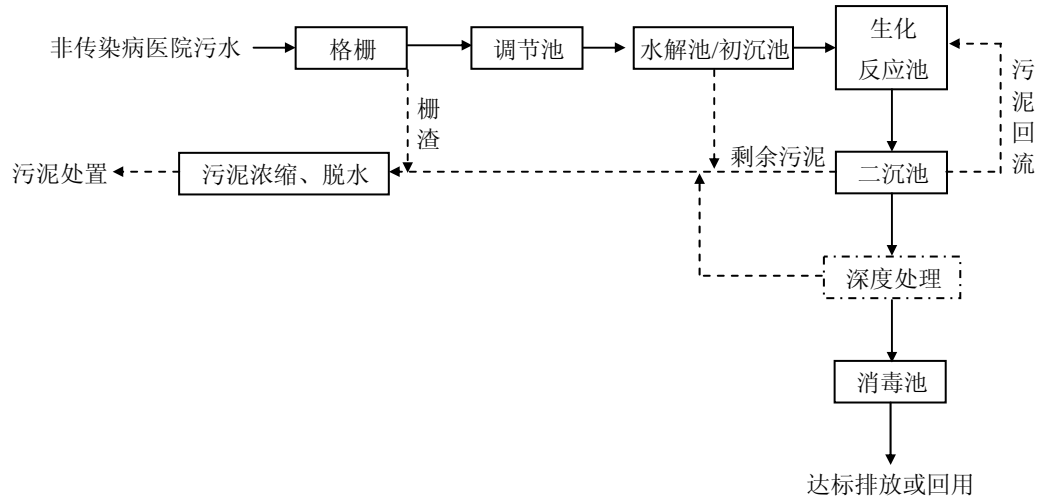 非传染病医院污水
格栅
调节池
水解池/初沉池
生化
反应池
污泥回流
栅渣
剩余污泥
污泥处置
污泥浓缩、脱水
二沉池
深度处理
消毒池
达标排放或回用